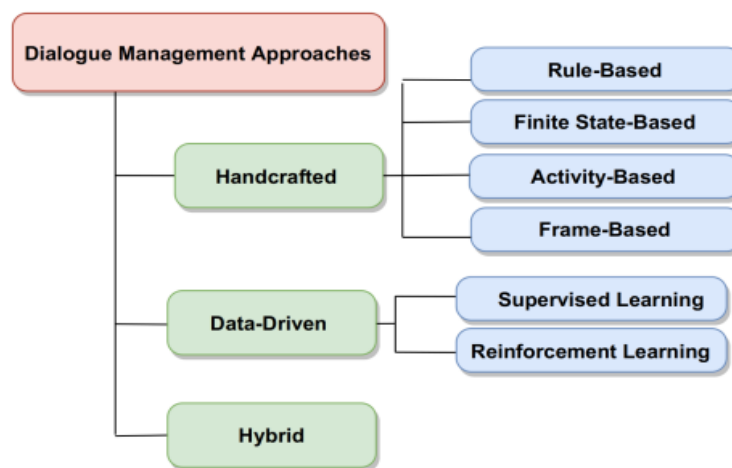 Dialogue Management Approaches
Handcrafted
Rule-Based
Finite State-Based
Activity-Based
Frame-Based
Data-Driven
Supervised Learning
Reinforcement Learning
Hybrid